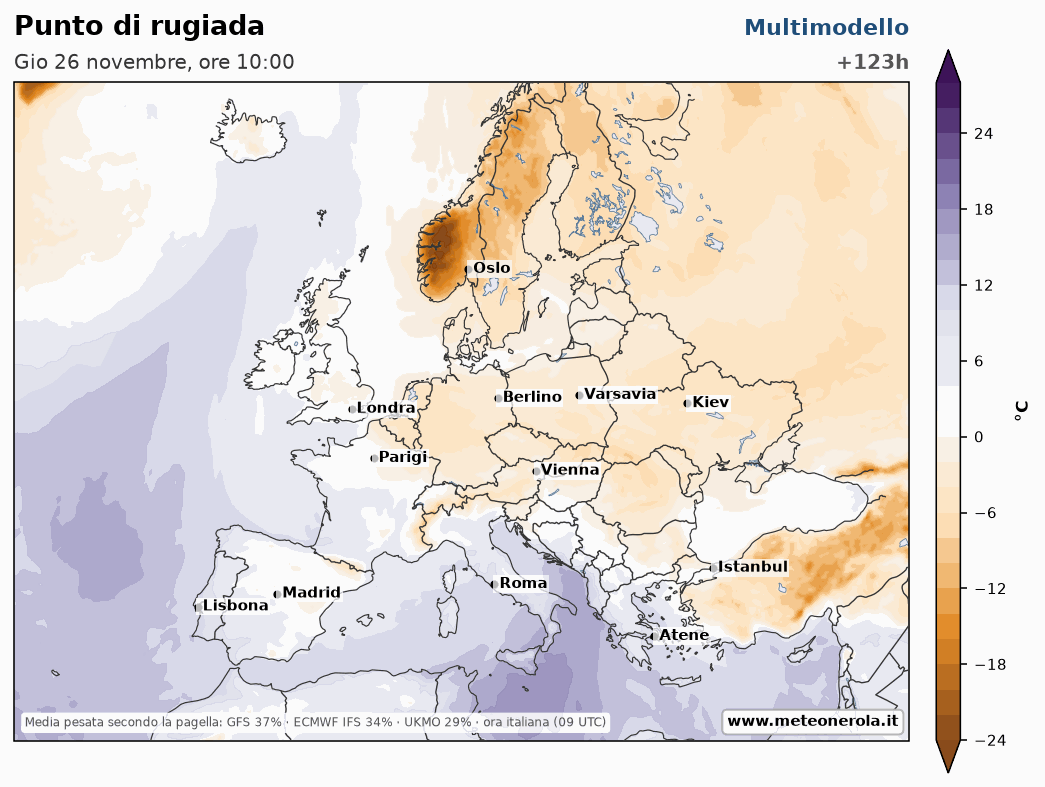 Punto di rugiada
Multimodello
Gio 26 novembre, ore 10:00
+123h
24
18
12
6
0
−6
−12
−18
−24
°C
Oslo
Berlino
Varsavia
Kiev
Londra
Parigi
Vienna
Istanbul
Roma
Madrid
Lisbona
Atene
Media pesata secondo la pagella: GFS 37% · ECMWF IFS 34% · UKMO 29% · ora italiana (09 UTC)
www.meteonerola.it